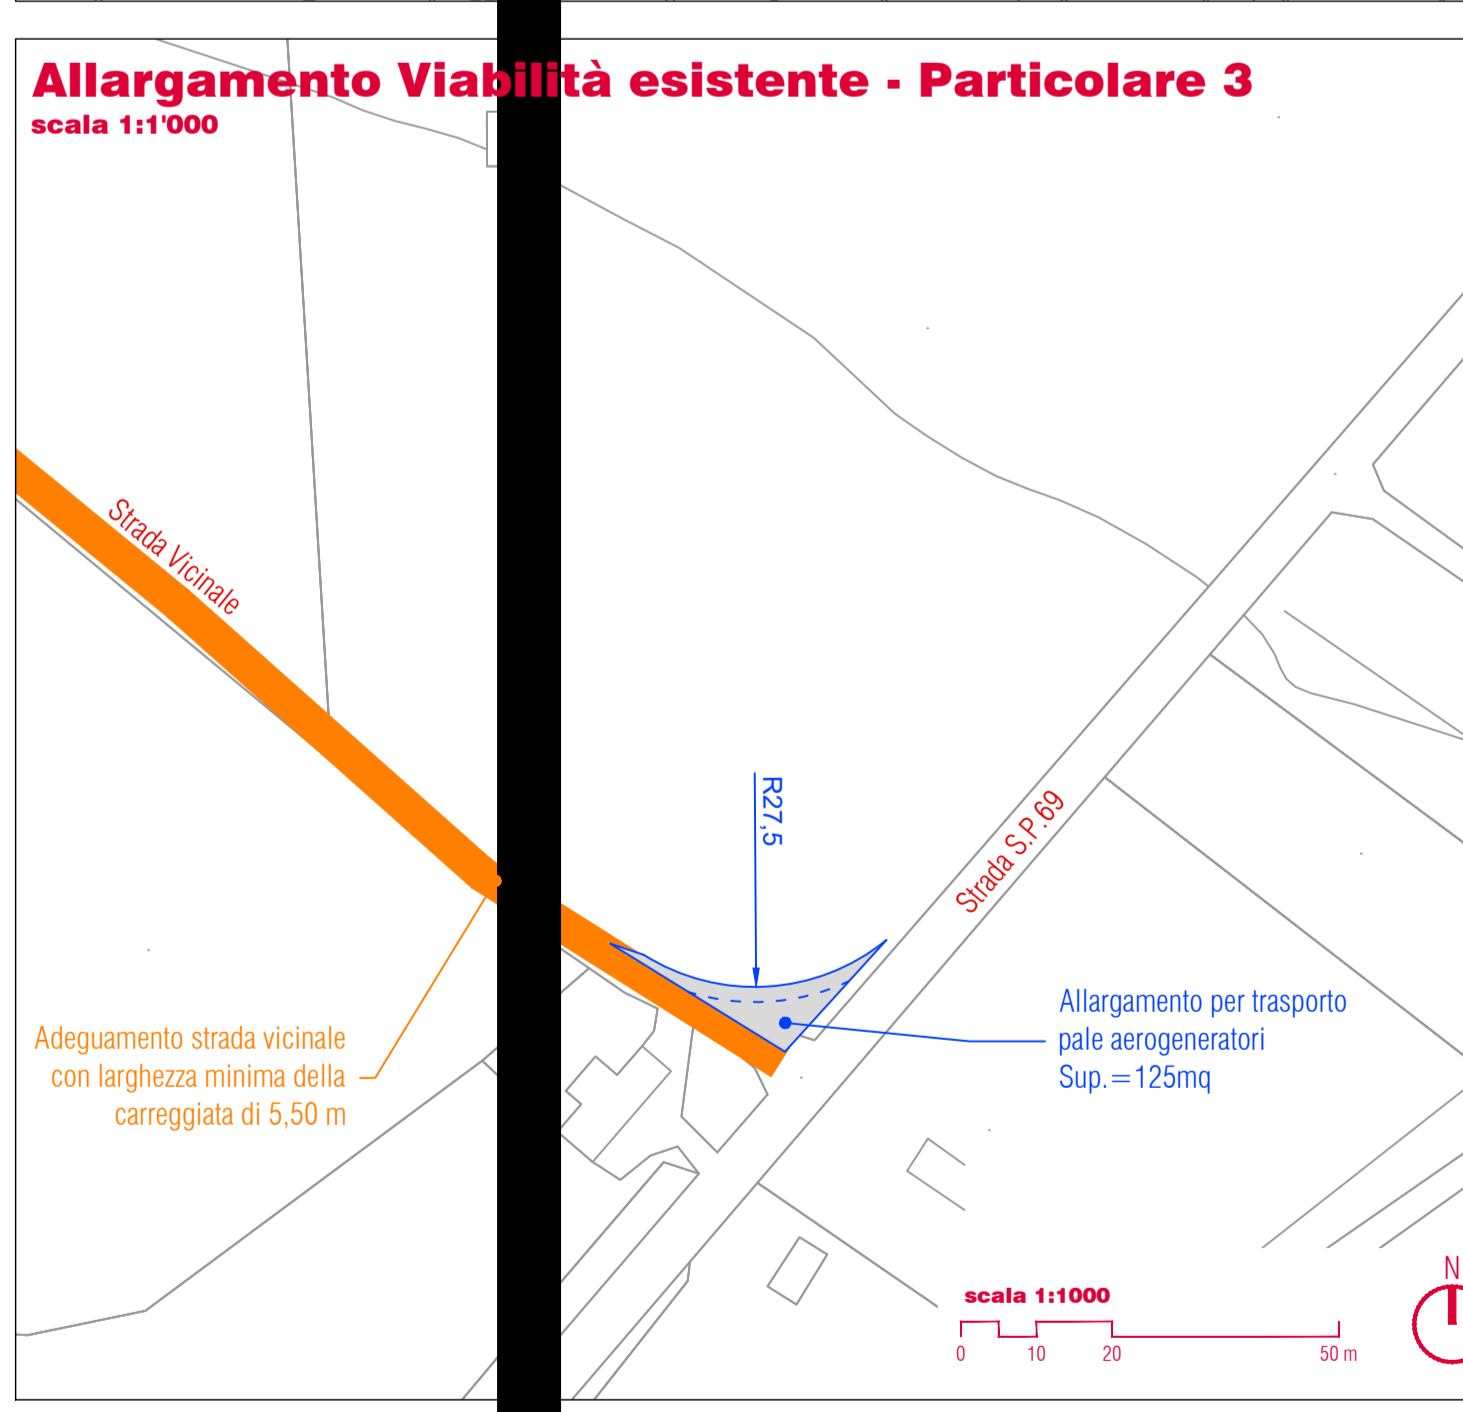 Allargamento Viabilità esistente - Particolare 3
scala 1:1'000
Strada Vicinale
R27,5
Strada S.P.69
Allargamento per trasporto
pale aerogeneratori
Sup.=125mq
Adeguamento strada vicinale
con larghezza minima della
carreggiata di 5,50 m
scala 1:1000
0 10 20 50 m
N